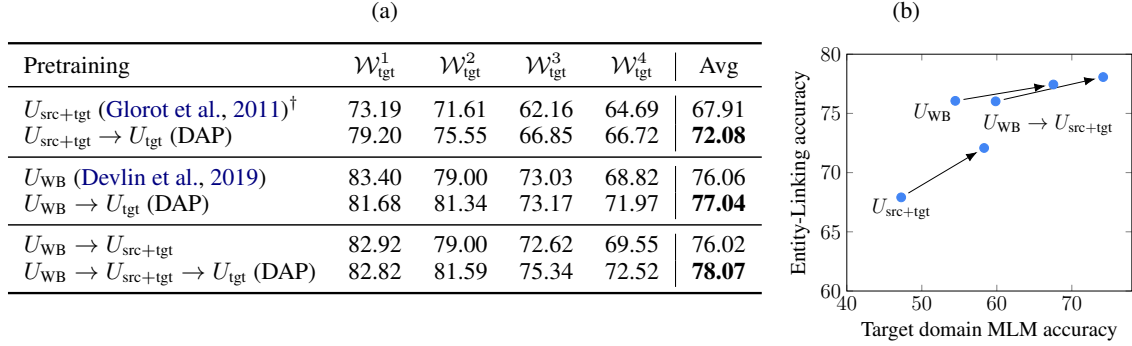 (a)
Pretraining W¹tgt W²tgt W³tgt W⁴tgt Avg
Usrc+tgt (Glorot et al., 2011)† 73.19 71.61 62.16 64.69 67.91
Usrc+tgt → Utgt (DAP) 79.20 75.55 66.85 66.72 72.08
UWB (Devlin et al., 2019) 83.40 79.00 73.03 68.82 76.06
UWB → Utgt (DAP) 81.68 81.34 73.17 71.97 77.04
UWB → Usrc+tgt 82.92 79.00 72.62 69.55 76.02
UWB → Usrc+tgt → Utgt (DAP) 82.82 81.59 75.34 72.52 78.07
(b)
Entity-Linking accuracy
80
75
70
65
60
UWB
UWB → Usrc+tgt
Usrc+tgt
40 50 60 70
Target domain MLM accuracy